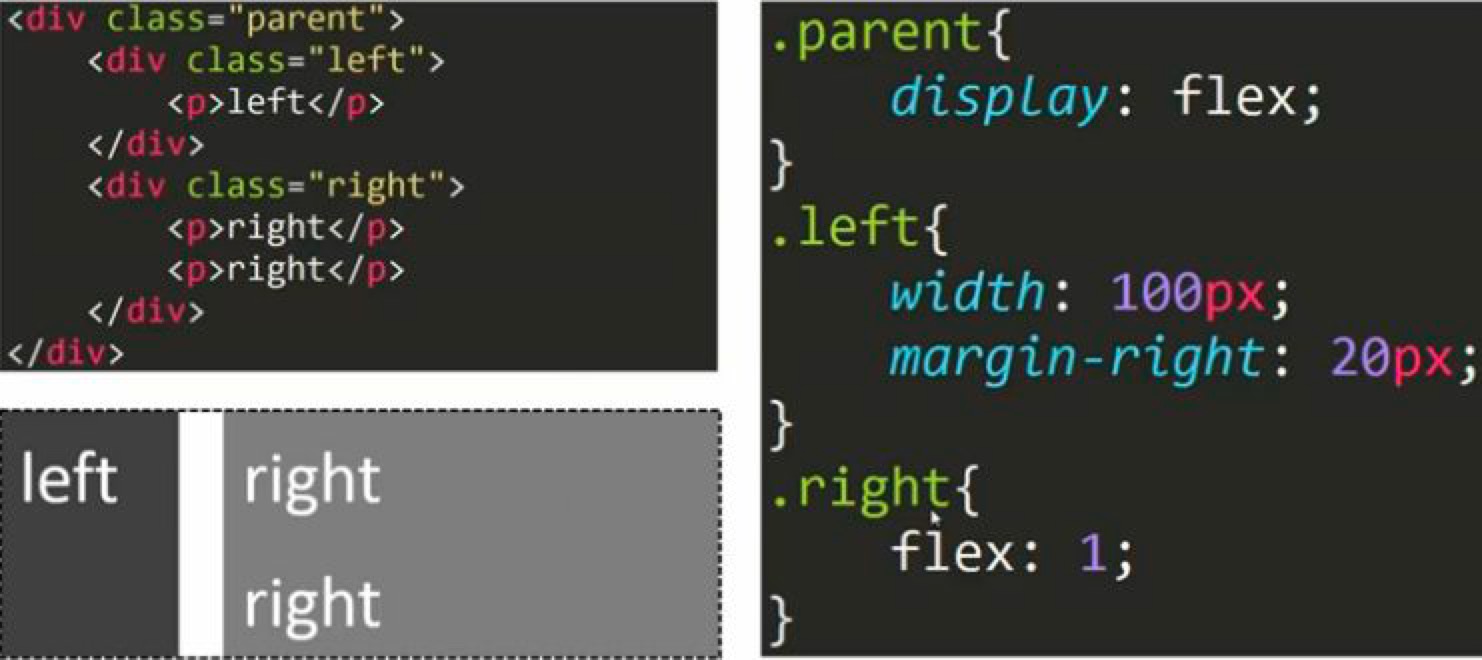 <div class="parent">
    <div class="left">
        <p>left</p>
    </div>
    <div class="right">
        <p>right</p>
        <p>right</p>
    </div>
</div>
left
right
right
.parent{
    display: flex;
}
.left{
    width: 100px;
    margin-right: 20px;
}
.right{
    flex: 1;
}